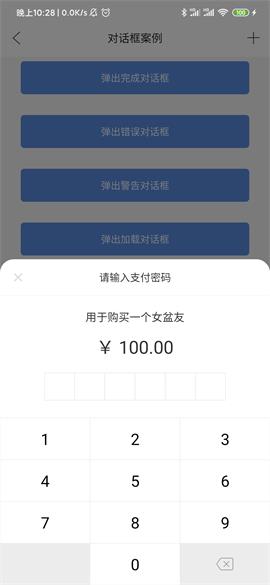 晚上10:28 0.0K/s 100
对话框案例
弹出完成对话框
弹出错误对话框
弹出警告对话框
弹出加载对话框
请输入支付密码
用于购买一个女盆友
¥ 100.00
1 2 3
4 5 6
7 8 9
0